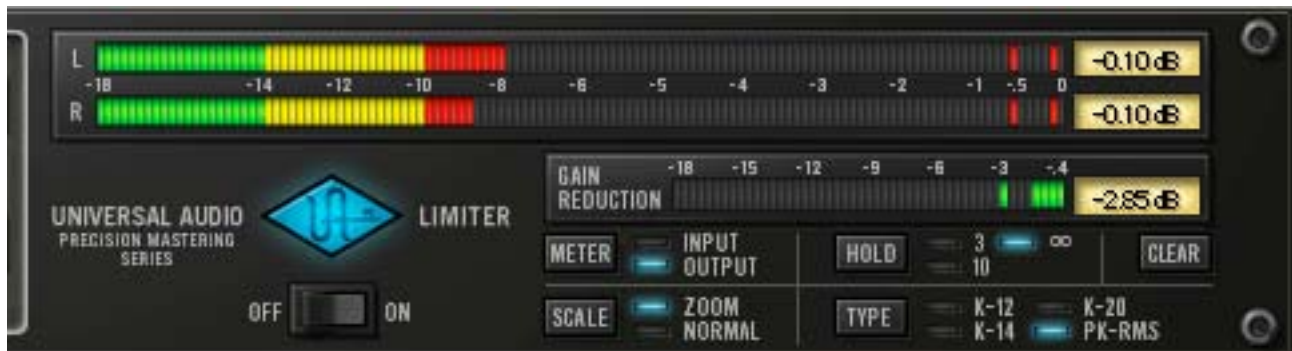 L
-18 -14 -12 -10 -8 -6 -5 -4 -3 -2 -1 -.5 0
-0.10 dB
R
-0.10 dB
UNIVERSAL AUDIO
PRECISION MASTERING
SERIES
LIMITER
OFF ON
GAIN
REDUCTION
-18 -15 -12 -9 -6 -3 -.4
-2.85 dB
METER
INPUT
OUTPUT
HOLD
3 ∞
10
CLEAR
SCALE
ZOOM
NORMAL
TYPE
K-12 K-20
K-14 PK-RMS